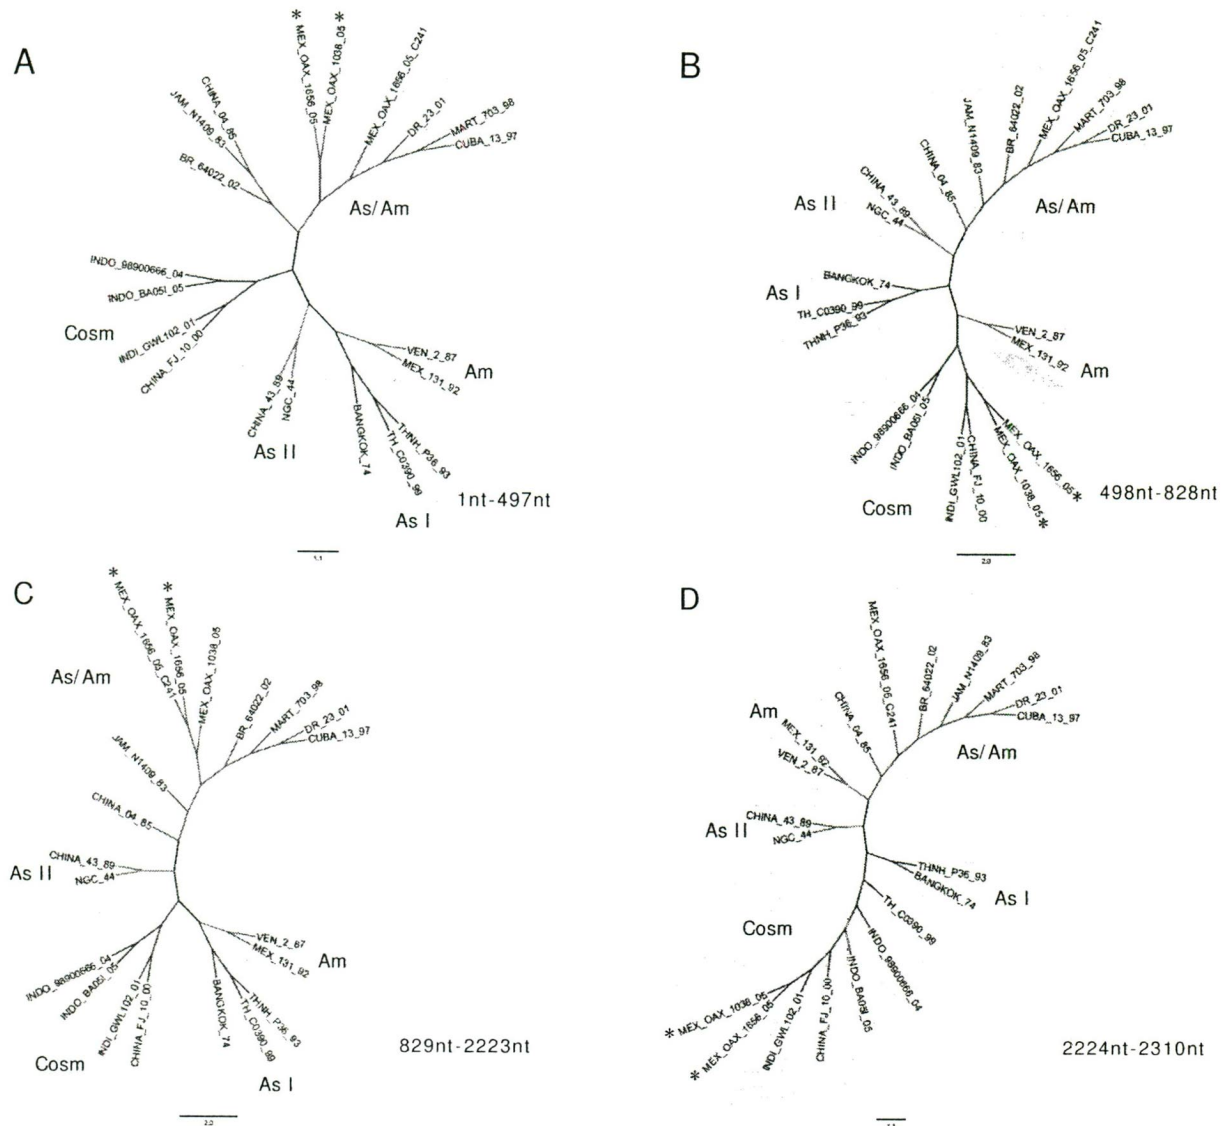 A
* MEX_OAX_1656_05
* MEX_OAX_1038_05
MEX_OAX_1656_05_C241
DR_23_01
MART_703_98
CUBA_13_97
CHINA_04_85
JAM_N1409_83
BR_64022_02
As/Am
INDO_98900666_04
INDO_BA05I_05
INDI_GWL102_01
CHINA_FJ_10_00
Cosm
CHINA_43_89
NGC_44
As II
VEN_2_87
MEX_131_92
Am
BANGKOK_74
TH_C0390_99
THNH_P36_93
As I
1nt-497nt
1.1
B
MEX_OAX_1656_05_C241
MART_703_98
DR_23_01
CUBA_13_97
BR_64022_02
JAM_N1409_83
CHINA_04_85
As/Am
CHINA_43_89
NGC_44
As II
BANGKOK_74
TH_C0390_99
THNH_P36_93
As I
VEN_2_87
MEX_131_92
Am
INDO_98900666_04
INDO_BA05I_05
INDI_GWL102_01
CHINA_FJ_10_00
MEX_OAX_1038_05 *
MEX_OAX_1656_05 *
Cosm
498nt-828nt
2.0
C
* MEX_OAX_1656_05_C241
* MEX_OAX_1656_05
MEX_OAX_1038_05
BR_64022_02
MART_703_98
DR_23_01
CUBA_13_97
As/Am
JAM_N1409_83
CHINA_04_85
CHINA_43_89
NGC_44
As II
INDO_98900666_04
INDO_BA05I_05
INDI_GWL102_01
CHINA_FJ_10_00
Cosm
VEN_2_87
MEX_131_92
Am
BANGKOK_74
TH_C0390_99
THNH_P36_93
As I
829nt-2223nt
2.0
D
MEX_OAX_1656_05_C241
BR_64022_02
JAM_N1409_83
MART_703_98
DR_23_01
CUBA_13_97
As/Am
CHINA_04_85
Am
MEX_131_92
VEN_2_87
As II
CHINA_43_89
NGC_44
THNH_P36_93
BANGKOK_74
As I
TH_C0390_99
INDO_98900666_04
INDO_BA05I_05
CHINA_FJ_10_00
INDI_GWL102_01
Cosm
* MEX_OAX_1038_05
* MEX_OAX_1656_05
2224nt-2310nt